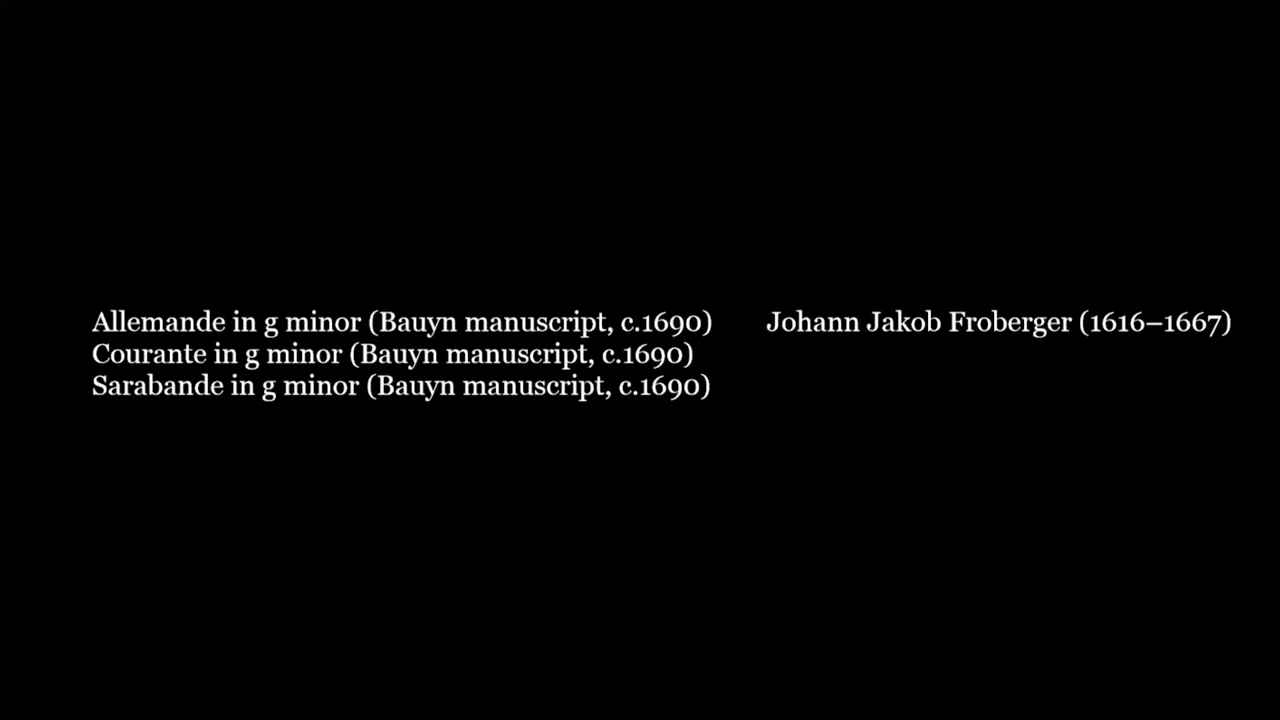 Allemande in g minor (Bauyn manuscript, c.1690) Johann Jakob Froberger (1616–1667)
Courante in g minor (Bauyn manuscript, c.1690)
Sarabande in g minor (Bauyn manuscript, c.1690)